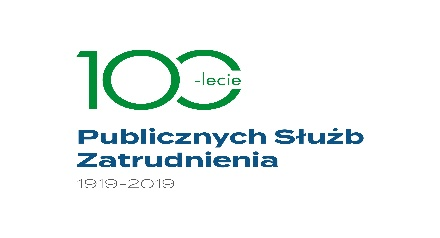 100
-lecie
Publicznych Służb
Zatrudnienia
1919-2019